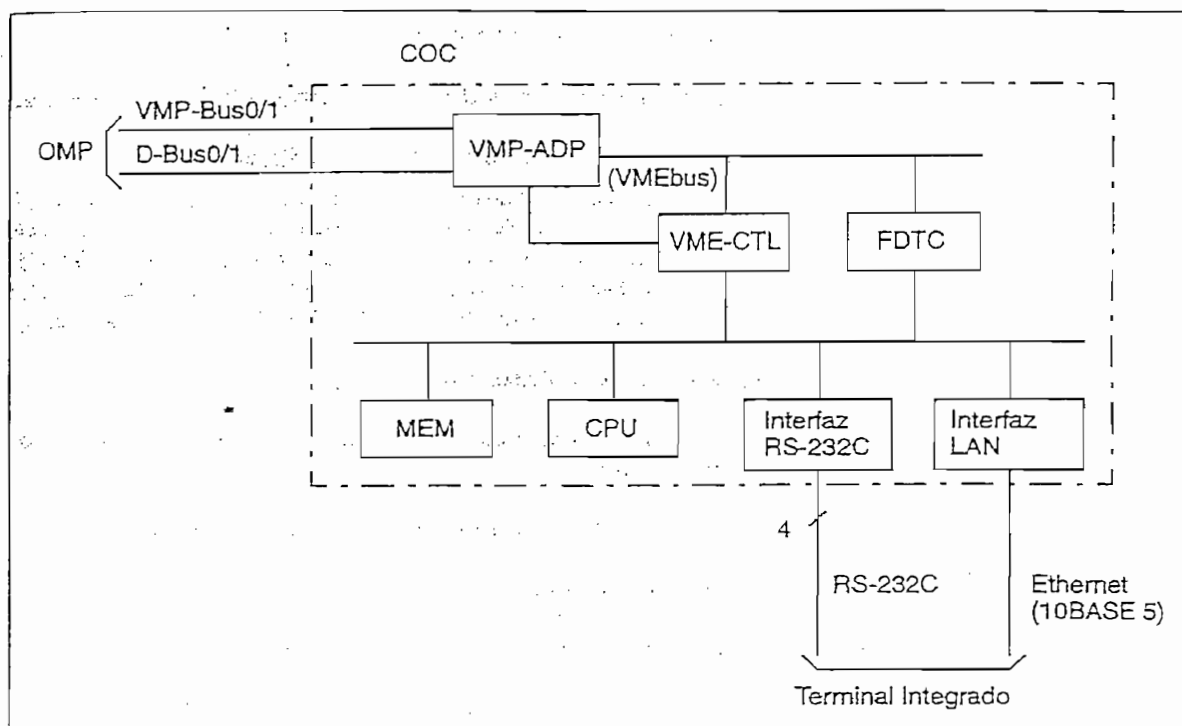 COC
VMP-Bus0/1
OMP
D-Bus0/1
VMP-ADP
(VMEbus)
VME-CTL
FDTC
MEM
CPU
Interfaz
RS-232C
Interfaz
LAN
4
RS-232C
Ethernet
(10BASE 5)
Terminal Integrado